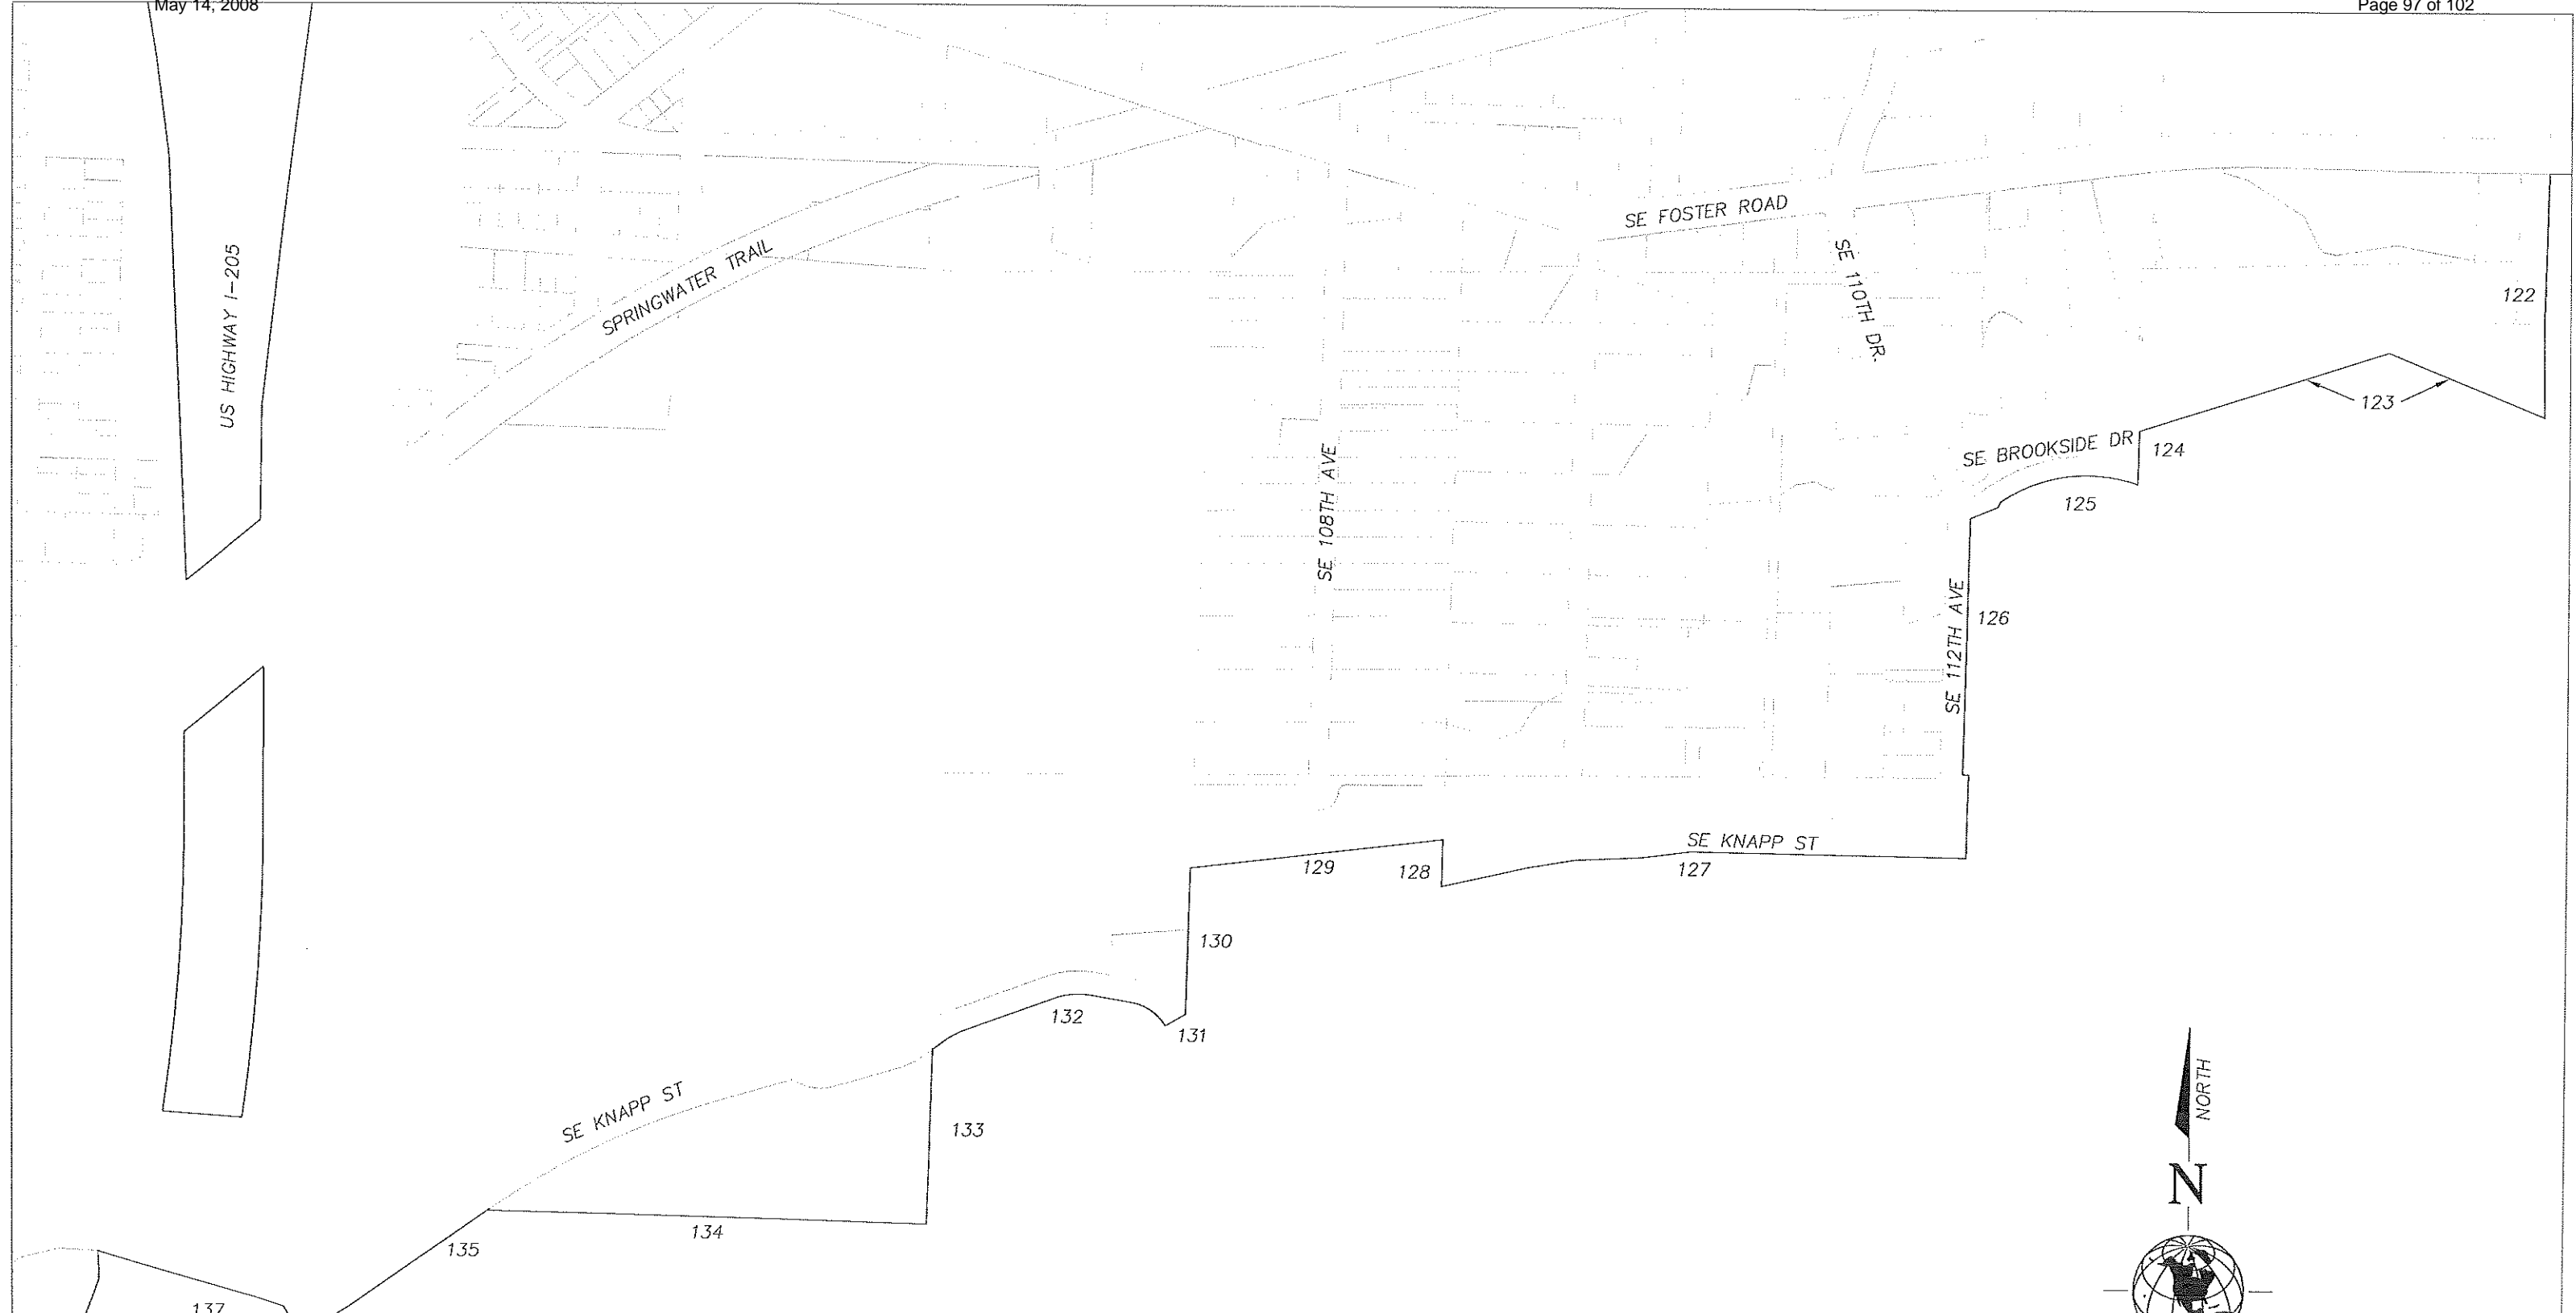 May 14, 2008
Page 97 of 102
US HIGHWAY I-205
SPRINGWATER TRAIL
SE FOSTER ROAD
SE 110TH DR.
122
123
SE BROOKSIDE DR
124
125
SE 108TH AVE
SE 112TH AVE
126
SE KNAPP ST
127
128
129
130
131
132
133
SE KNAPP ST
134
135
137
NORTH
N